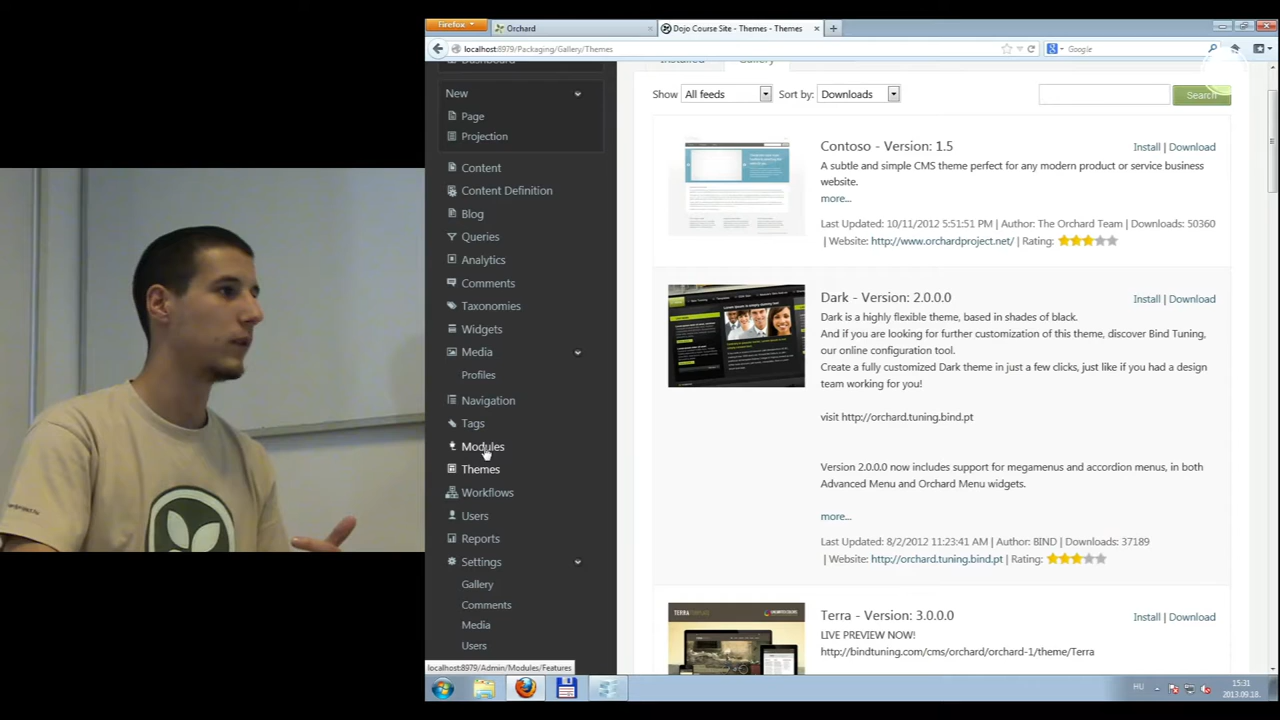 Firefox
Orchard
Dojo Course Site - Themes - Themes
localhost:8979/Packaging/Gallery/Themes
Google
Dashboard
Installed
Gallery
New
Page
Projection
Content
Content Definition
Blog
Queries
Analytics
Comments
Taxonomies
Widgets
Media
Profiles
Navigation
Tags
Modules
Themes
Workflows
Users
Reports
Settings
Gallery
Comments
Media
Users
localhost:8979/Admin/Modules/Features
Show All feeds Sort by: Downloads
Search
Contoso - Version: 1.5
Install | Download
A subtle and simple CMS theme perfect for any modern product or service business
website.
more...
Last Updated: 10/11/2012 5:51:51 PM | Author: The Orchard Team | Downloads: 50360
| Website: http://www.orchardproject.net/ | Rating:
Dark - Version: 2.0.0.0
Install | Download
Dark is a highly flexible theme, based in shades of black.
And if you are looking for further customization of this theme, discover Bind Tuning,
our online configuration tool.
Create a fully customized Dark theme in just a few clicks, just like if you had a design
team working for you!
visit http://orchard.tuning.bind.pt
Version 2.0.0.0 now includes support for megamenus and accordion menus, in both
Advanced Menu and Orchard Menu widgets.
more...
Last Updated: 8/2/2012 11:23:41 AM | Author: BIND | Downloads: 37189
| Website: http://orchard.tuning.bind.pt | Rating:
TERRA
Terra - Version: 3.0.0.0
Install | Download
LIVE PREVIEW NOW!
http://bindtuning.com/cms/orchard/orchard-1/theme/Terra
HU
15:31
2013.09.18.